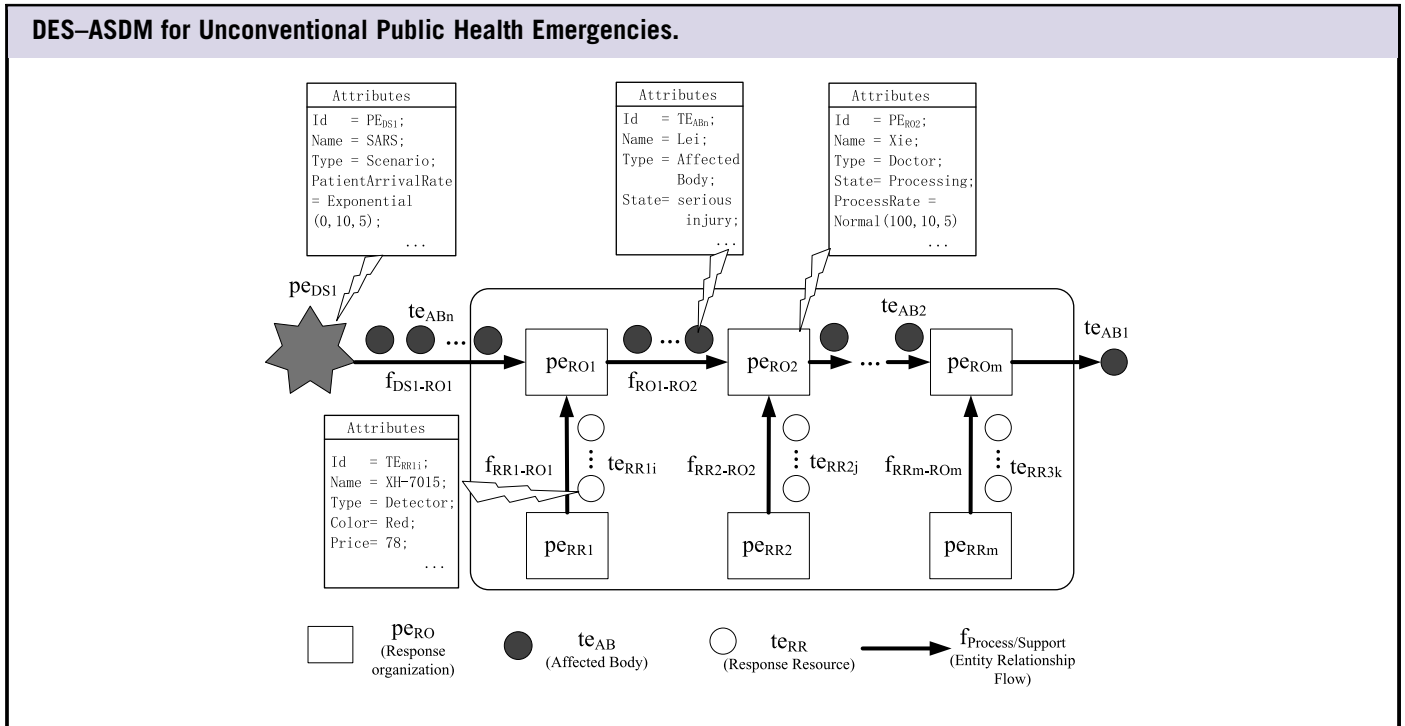 DES–ASDM for Unconventional Public Health Emergencies.
Attributes
Id = PE_DS1;
Name = SARS;
Type = Scenario;
PatientArrivalRate
= Exponential
(0,10,5);
...
Attributes
Id = TE_ABn;
Name = Lei;
Type = Affected
Body;
State= serious
injury;
...
Attributes
Id = PE_RO2;
Name = Xie;
Type = Doctor;
State= Processing;
ProcessRate =
Normal(100,10,5)
...
pe_DS1
te_ABn
...
f_DS1-RO1
pe_RO1
...
f_RO1-RO2
pe_RO2
te_AB2
...
pe_ROm
te_AB1
Attributes
Id = TE_RR1i;
Name = XH-7015;
Type = Detector;
Color= Red;
Price= 78;
...
f_RR1-RO1
te_RR1i
f_RR2-RO2
te_RR2j
f_RRm-ROm
te_RR3k
pe_RR1
pe_RR2
pe_RRm
pe_RO
(Response
organization)
te_AB
(Affected Body)
te_RR
(Response Resource)
f_Process/Support
(Entity Relationship
Flow)